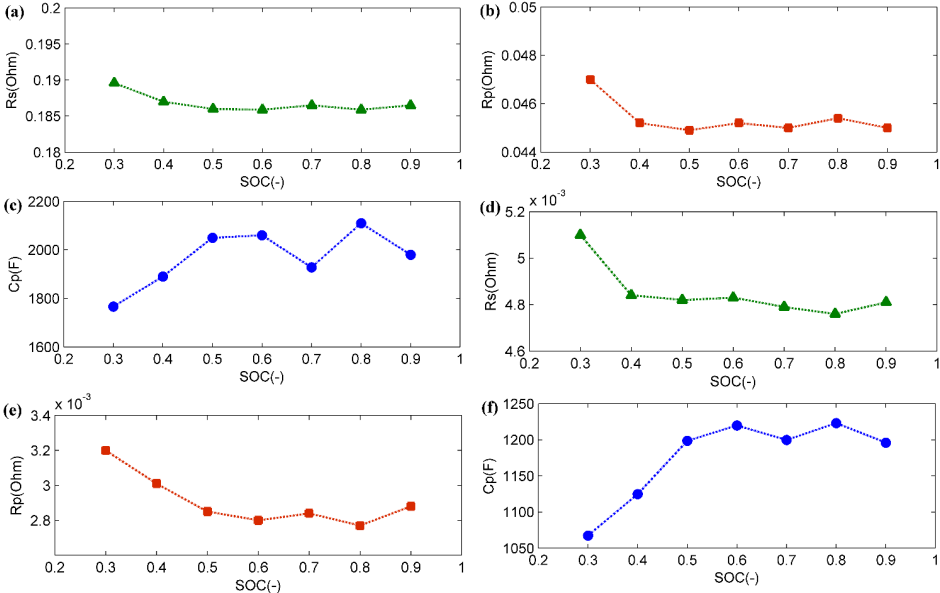 (a)
0.2
0.195
0.19
0.185
0.18
Rs(Ohm)
0.2 0.3 0.4 0.5 0.6 0.7 0.8 0.9 1
SOC(-)
(b)
0.05
0.048
0.046
0.044
Rp(Ohm)
0.2 0.3 0.4 0.5 0.6 0.7 0.8 0.9 1
SOC(-)
(c)
2200
2000
1800
1600
Cp(F)
0.2 0.3 0.4 0.5 0.6 0.7 0.8 0.9 1
SOC(-)
(d)
x 10⁻³
5.2
5
4.8
4.6
Rs(Ohm)
0.2 0.3 0.4 0.5 0.6 0.7 0.8 0.9 1
SOC(-)
(e)
x 10⁻³
3.4
3.2
3
2.8
Rp(Ohm)
0.2 0.3 0.4 0.5 0.6 0.7 0.8 0.9 1
SOC(-)
(f)
1250
1200
1150
1100
1050
Cp(F)
0.2 0.3 0.4 0.5 0.6 0.7 0.8 0.9 1
SOC(-)